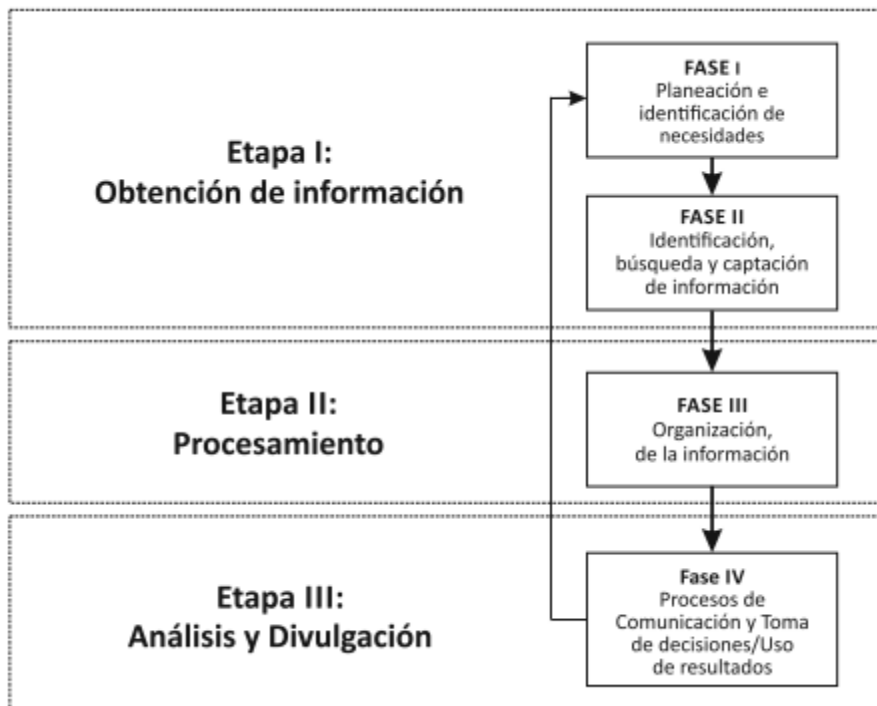 Etapa I:
Obtención de información
FASE I
Planeación e
identificación de
necesidades
FASE II
Identificación,
búsqueda y captación
de información
Etapa II:
Procesamiento
FASE III
Organización,
de la información
Etapa III:
Análisis y Divulgación
Fase IV
Procesos de
Comunicación y Toma
de decisiones/Uso
de resultados